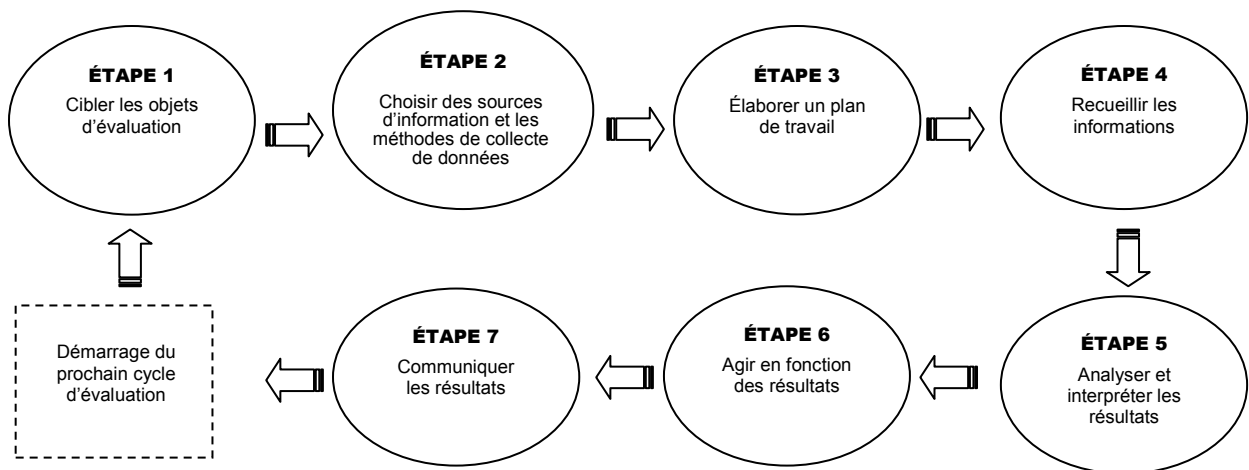 ÉTAPE 1
Cibler les objets
d’évaluation
ÉTAPE 2
Choisir des sources
d’information et les
méthodes de collecte
de données
ÉTAPE 3
Élaborer un plan
de travail
ÉTAPE 4
Recueillir les
informations
ÉTAPE 5
Analyser et
interpréter les
résultats
ÉTAPE 6
Agir en fonction
des résultats
ÉTAPE 7
Communiquer
les résultats
Démarrage du
prochain cycle
d’évaluation